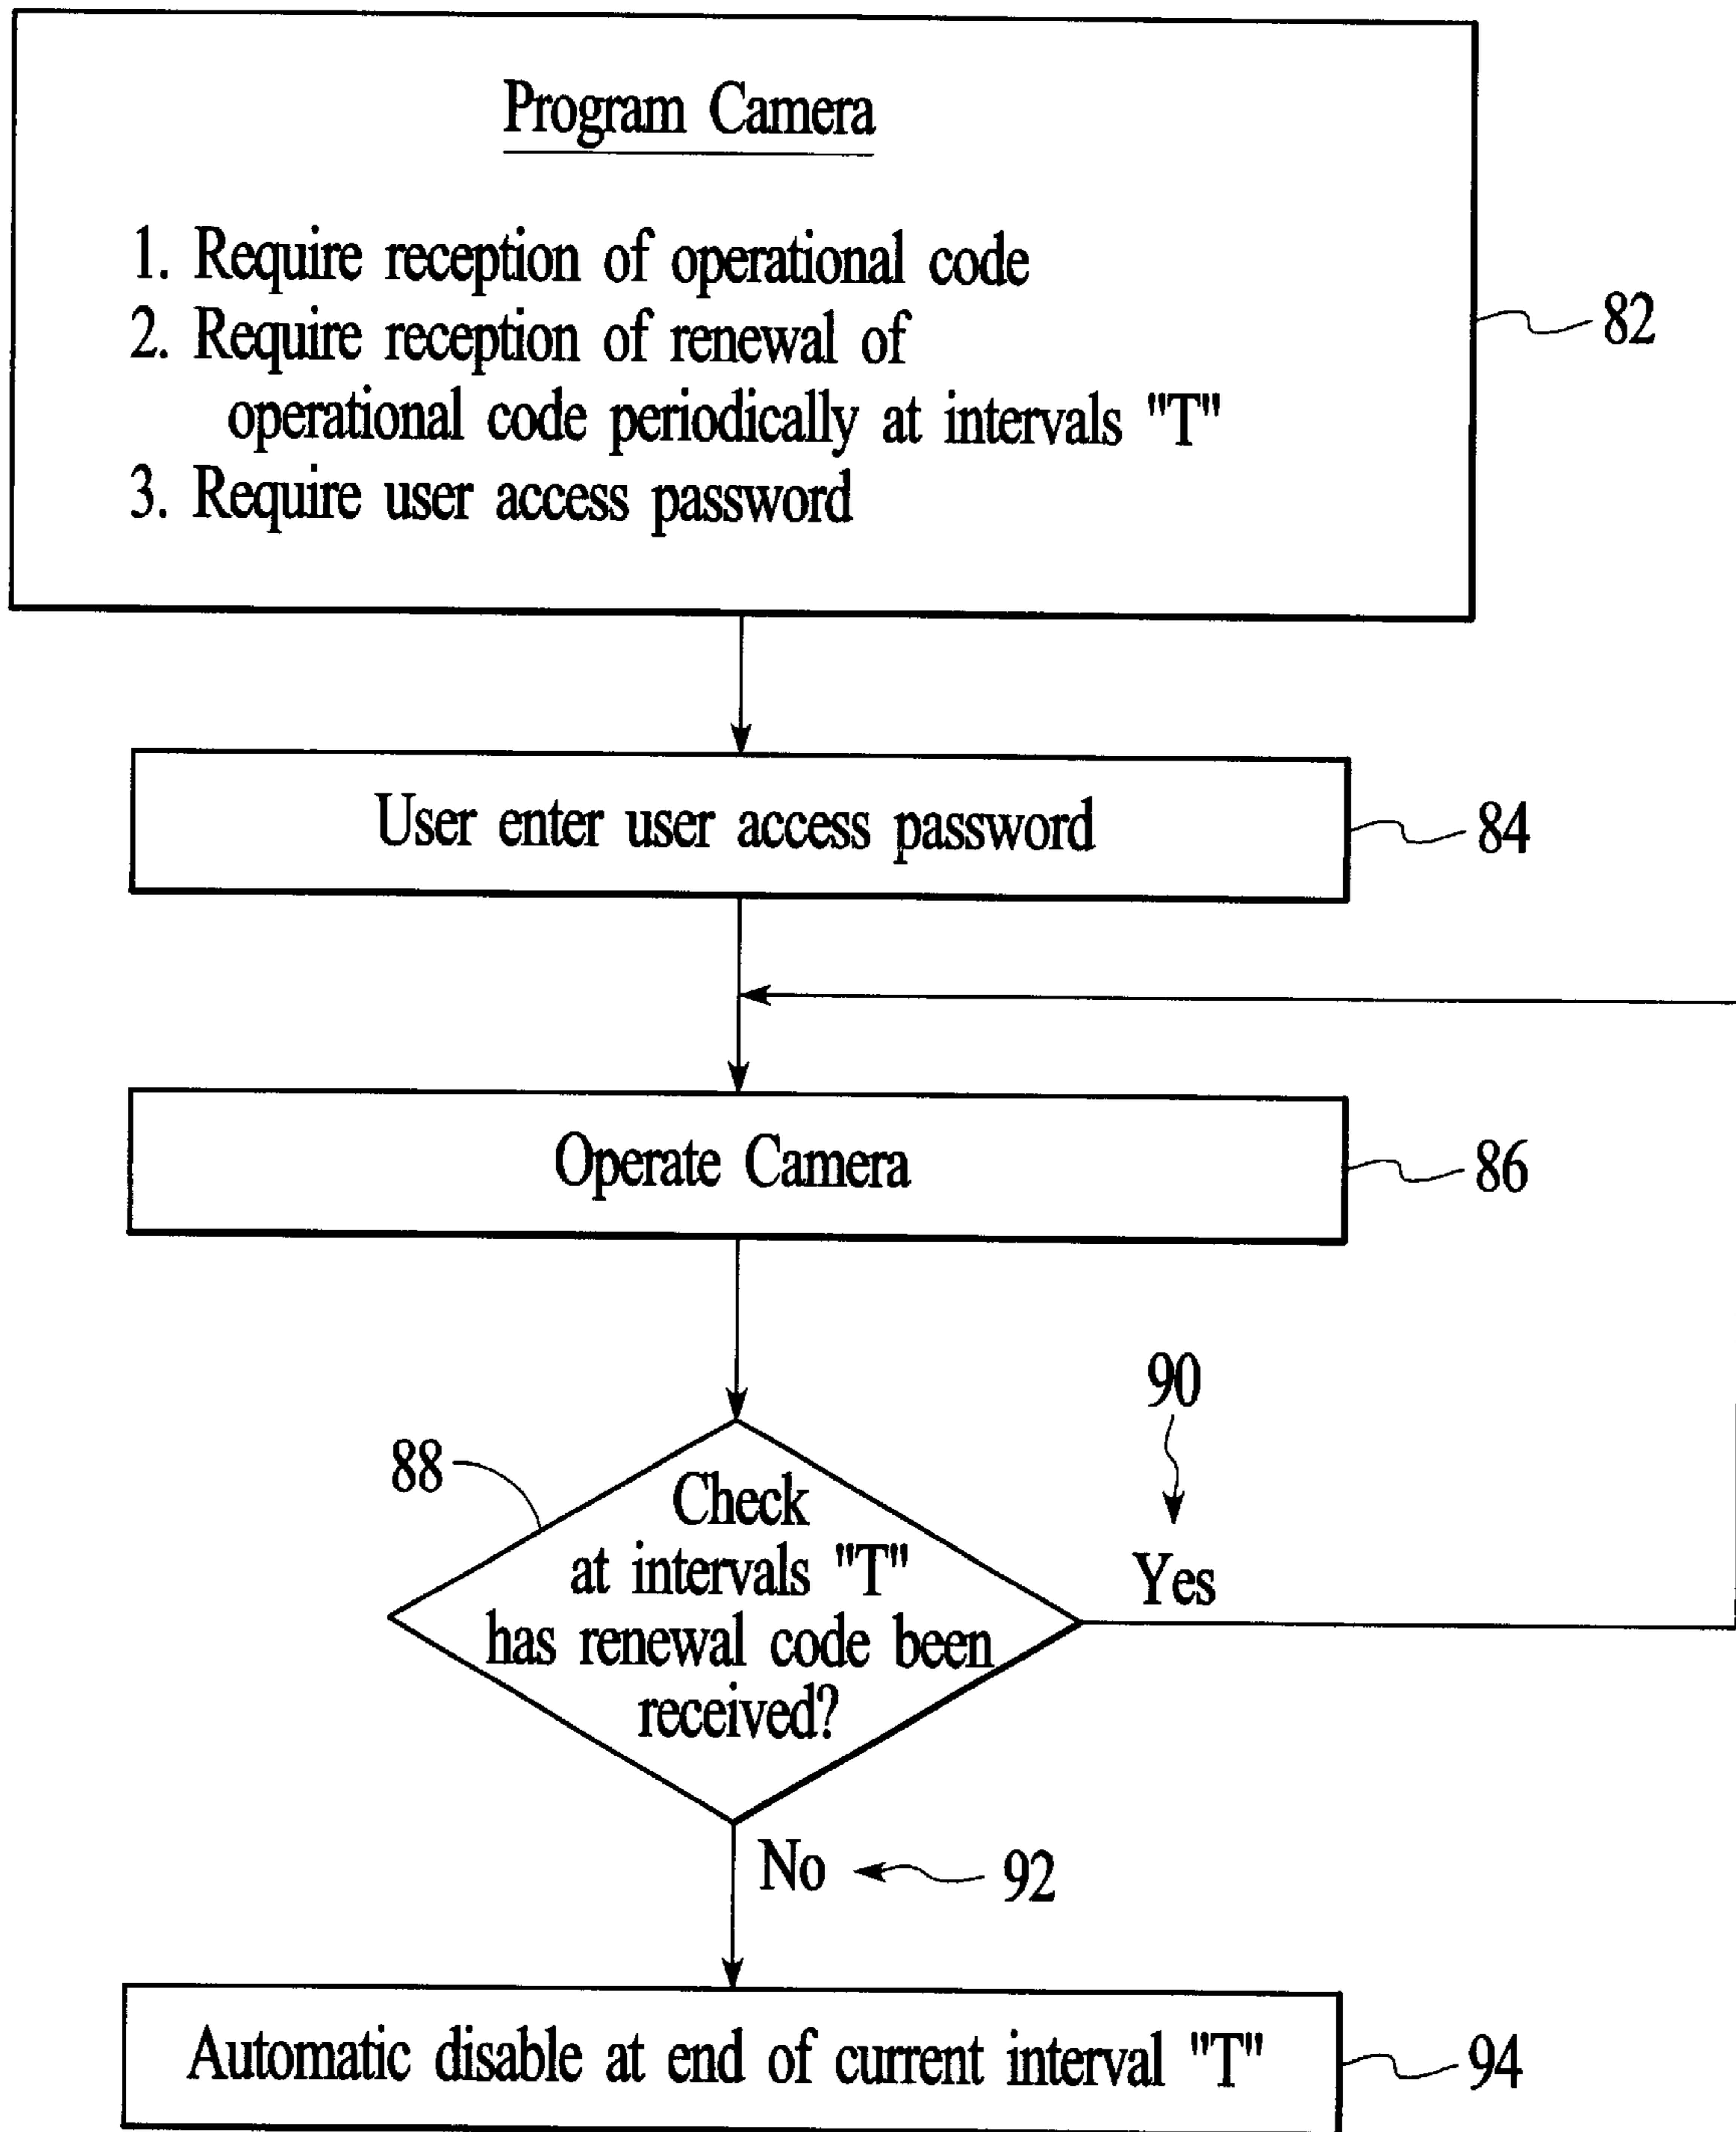 Program Camera
1. Require reception of operational code
2. Require reception of renewal of
operational code periodically at intervals "T"
3. Require user access password
82
User enter user access password
84
Operate Camera
86
90
88
Check
at intervals "T"
has renewal code been
received?
Yes
No
92
Automatic disable at end of current interval "T"
94